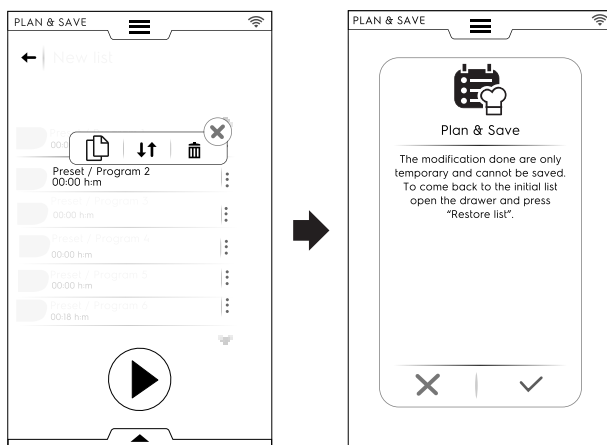 PLAN & SAVE
New list
00:0
Preset / Program 2
00:00 h:m
Preset / Program 3
00:00 h:m
Preset / Program 4
00:00 h:m
Preset / Program 5
00:00 h:m
Preset / Program 6
00:18 h:m
PLAN & SAVE
Plan & Save
The modification done are only
temporary and cannot be saved.
To come back to the initial list
open the drawer and press
“Restore list”.